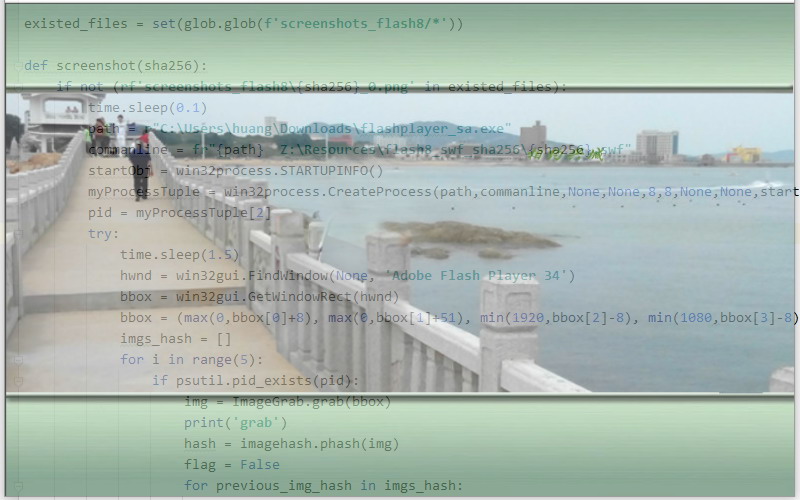 existed_files = set(glob.glob(f'screenshots_flash8/*'))
def screenshot(sha256):
if not (rf'screenshots_flash8\{sha256}_0.png' in existed_files):
time.sleep(0.1)
path = r"C:\Users\huang\Downloads\flashplayer_sa.exe"
commanline = fr"{path} Z:\Resources\flash8_swf_sha256\{sha256}.swf"
startObj = win32process.STARTUPINFO()
myProcessTuple = win32process.CreateProcess(path,commanline,None,None,8,8,None,None,start
pid = myProcessTuple[2]
try:
time.sleep(1.5)
hwnd = win32gui.FindWindow(None, 'Adobe Flash Player 34')
bbox = win32gui.GetWindowRect(hwnd)
bbox = (max(0,bbox[0]+8), max(0,bbox[1]+51), min(1920,bbox[2]-8), min(1080,bbox[3]-8)
imgs_hash = []
for i in range(5):
if psutil.pid_exists(pid):
img = ImageGrab.grab(bbox)
print('grab')
hash = imagehash.phash(img)
flag = False
for previous_img_hash in imgs_hash: